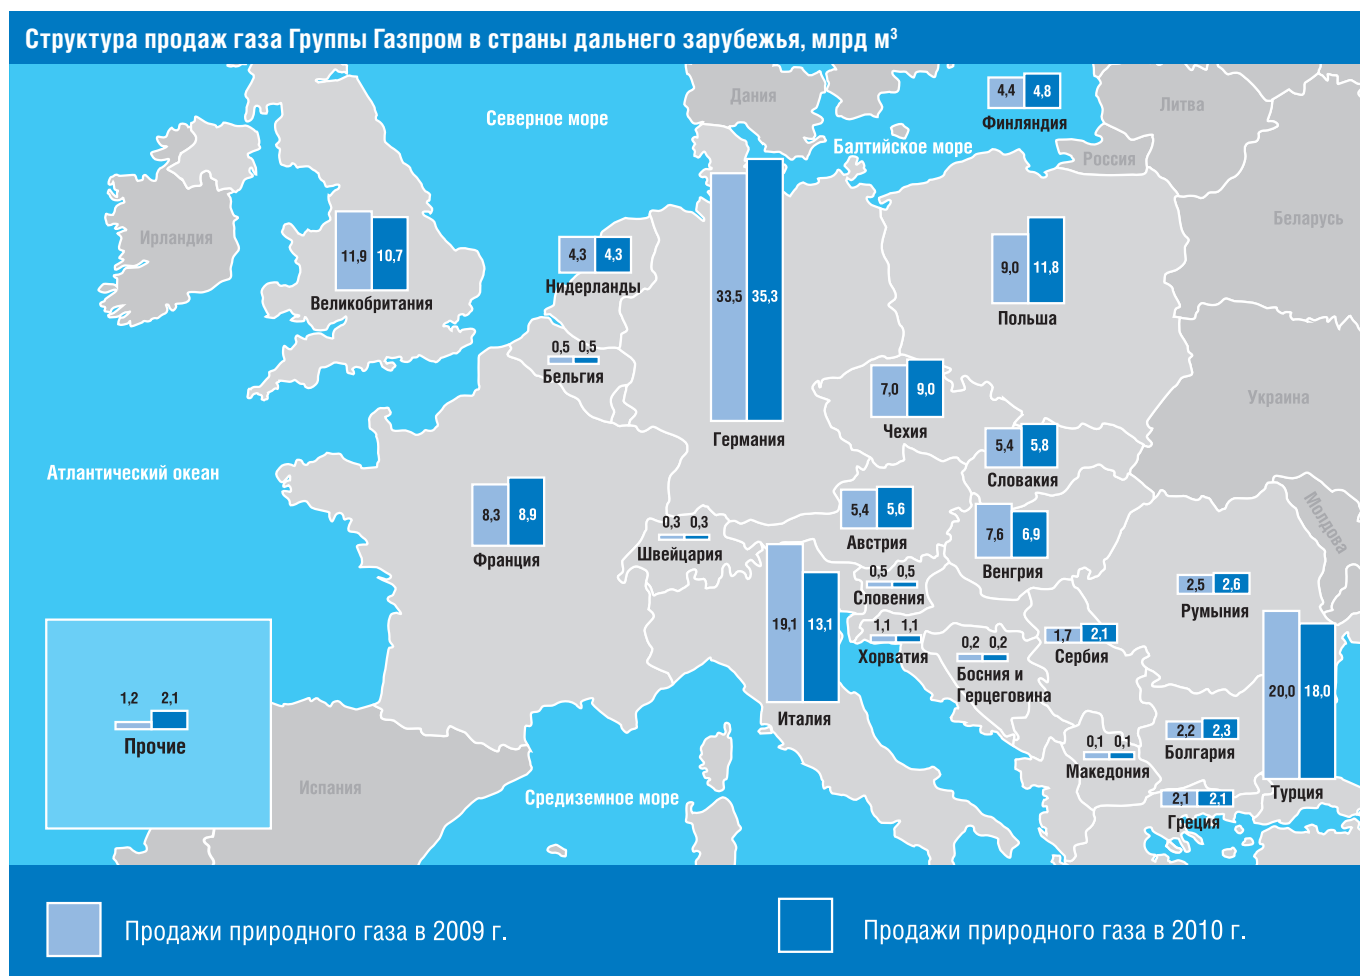 Структура продаж газа Группы Газпром в страны дальнего зарубежья, млрд м³
Дания
4,4 4,8
Финляндия
Литва
Северное море
Балтийское море
Россия
Ирландия
11,9 10,7
Великобритания
4,3 4,3
Нидерланды
33,5 35,3
Германия
9,0 11,8
Польша
Беларусь
0,5 0,5
Бельгия
7,0 9,0
Чехия
Украина
5,4 5,8
Словакия
Атлантический океан
8,3 8,9
Франция
0,3 0,3
Швейцария
5,4 5,6
Австрия
7,6 6,9
Венгрия
Молдова
0,5 0,5
Словения
2,5 2,6
Румыния
19,1 13,1
Италия
1,1 1,1
Хорватия
0,2 0,2
Босния и
Герцеговина
1,7 2,1
Сербия
20,0 18,0
Турция
1,2 2,1
Прочие
2,2 2,3
Болгария
0,1 0,1
Македония
Испания
Средиземное море
2,1 2,1
Греция
Продажи природного газа в 2009 г.
Продажи природного газа в 2010 г.